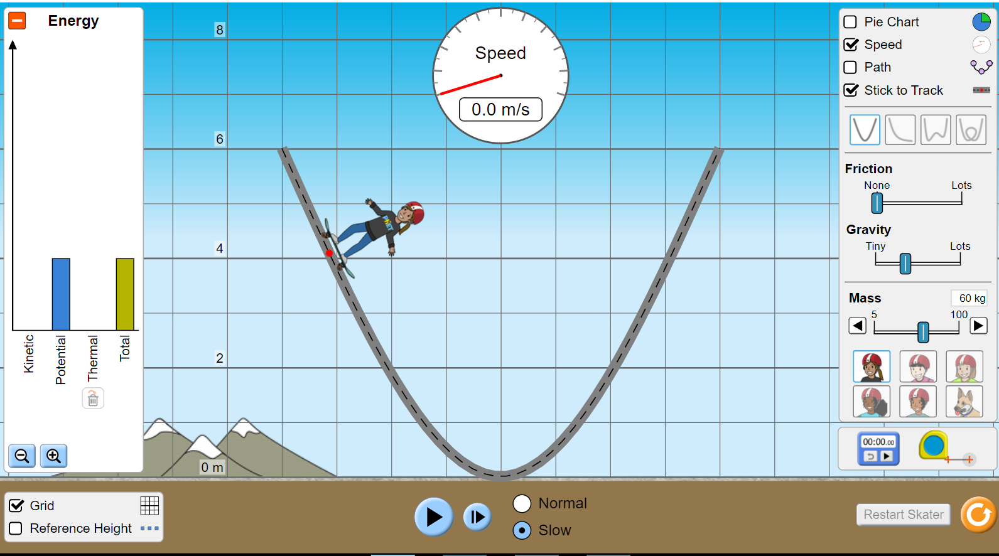 Energy
Kinetic
Potential
Thermal
Total
8
6
4
2
0 m
Speed
0.0 m/s
PhET
Pie Chart
Speed
Path
Stick to Track
Friction
None Lots
Gravity
Tiny Lots
Mass 60 kg
5 100
00:00.00
Grid
Reference Height
Normal
Slow
Restart Skater